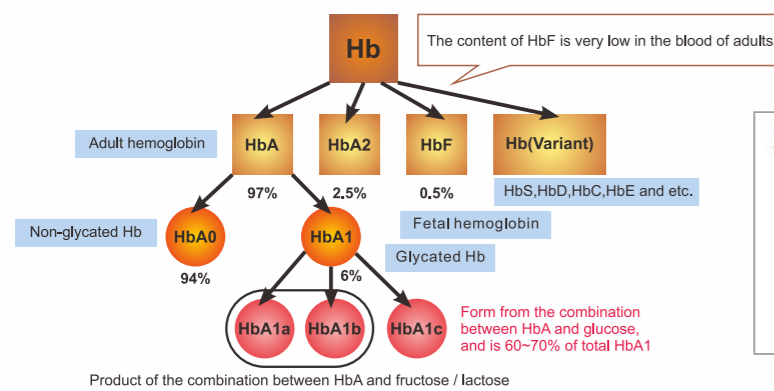 Hb
The content of HbF is very low in the blood of adults
Adult hemoglobin
HbA
HbA2
HbF
Hb(Variant)
97%
2.5%
0.5%
HbS,HbD,HbC,HbE and etc.
Non-glycated Hb
HbA0
HbA1
Fetal hemoglobin
Glycated Hb
94%
6%
HbA1a
HbA1b
HbA1c
Form from the combination
between HbA and glucose,
and is 60~70% of total HbA1
Product of the combination between HbA and fructose / lactose